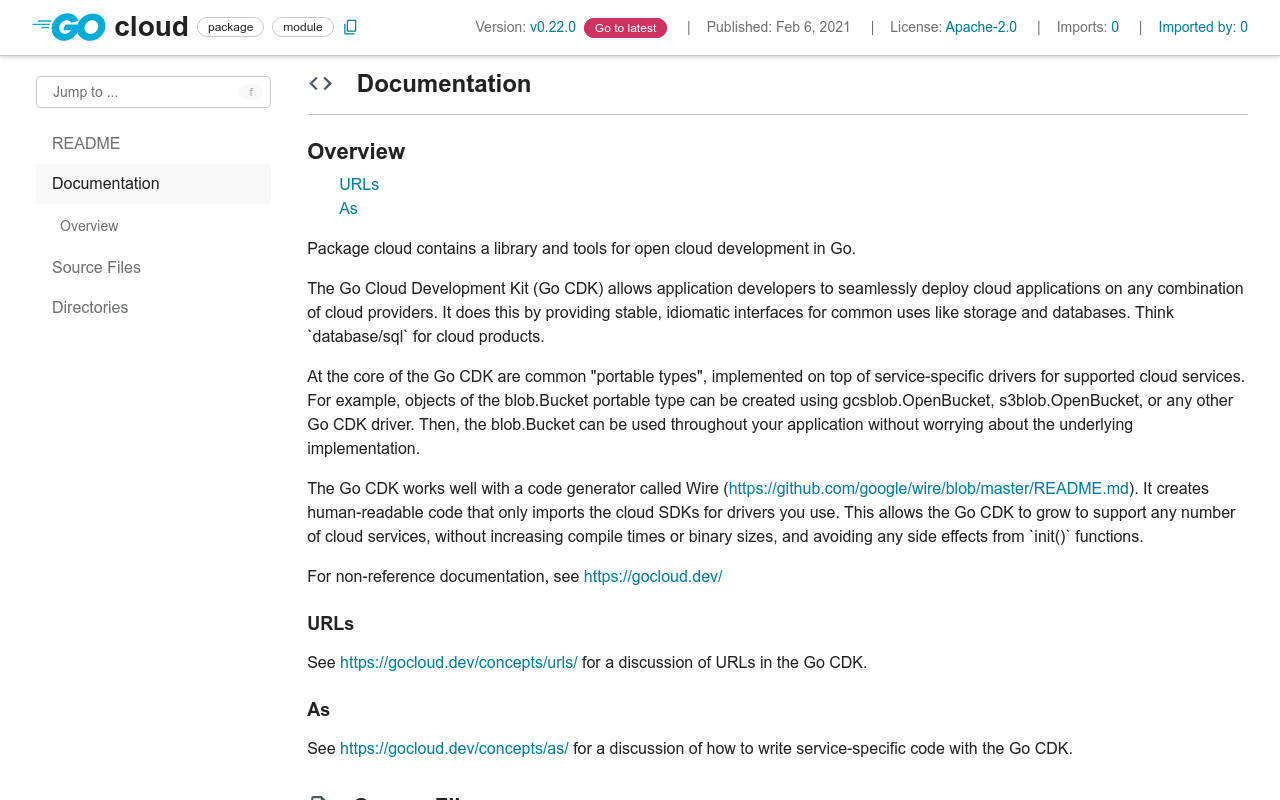 GO cloud package module
Version: v0.22.0 Go to latest | Published: Feb 6, 2021 | License: Apache-2.0 | Imports: 0 | Imported by: 0
Jump to ... f
README
Documentation
Overview
Source Files
Directories
Documentation
Overview
URLs
As
Package cloud contains a library and tools for open cloud development in Go.
The Go Cloud Development Kit (Go CDK) allows application developers to seamlessly deploy cloud applications on any combination
of cloud providers. It does this by providing stable, idiomatic interfaces for common uses like storage and databases. Think
`database/sql` for cloud products.
At the core of the Go CDK are common "portable types", implemented on top of service-specific drivers for supported cloud services.
For example, objects of the blob.Bucket portable type can be created using gcsblob.OpenBucket, s3blob.OpenBucket, or any other
Go CDK driver. Then, the blob.Bucket can be used throughout your application without worrying about the underlying
implementation.
The Go CDK works well with a code generator called Wire (https://github.com/google/wire/blob/master/README.md). It creates
human-readable code that only imports the cloud SDKs for drivers you use. This allows the Go CDK to grow to support any number
of cloud services, without increasing compile times or binary sizes, and avoiding any side effects from `init()` functions.
For non-reference documentation, see https://gocloud.dev/
URLs
See https://gocloud.dev/concepts/urls/ for a discussion of URLs in the Go CDK.
As
See https://gocloud.dev/concepts/as/ for a discussion of how to write service-specific code with the Go CDK.